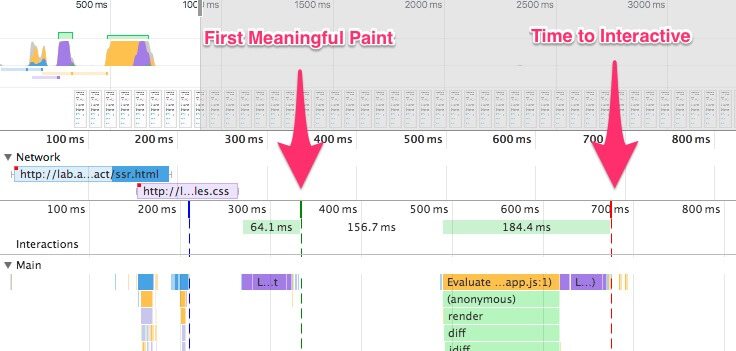 500 ms 1000 1500 ms 2000 ms 2500 ms 3000 ms
First Meaningful Paint
Time to Interactive
100 ms 200 ms 300 ms 400 ms 500 ms 600 ms 700 ms 800 ms
▼ Network
http://lab.a...act/ssr.html
http://l...les.css
100 ms 200 ms 300 ms 400 ms 500 ms 600 ms 700 ms 800 ms
64.1 ms 156.7 ms 184.4 ms
Interactions
▼ Main
L...t Evaluate ...app.js:1) L...)
(anonymous)
render
diff
idiff